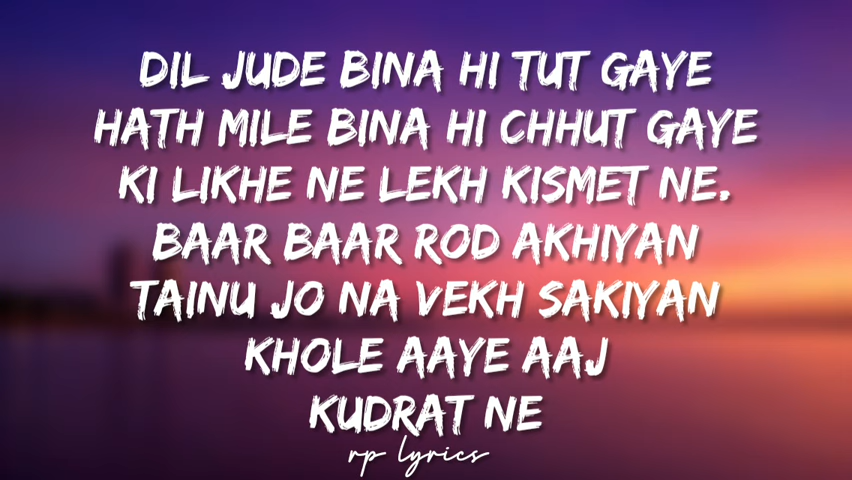 DIL JUDE BINA HI TUT GAYE
HATH MILE BINA HI CHHUT GAYE
KI LIKHE NE LEKH KISMET NE.
BAAR BAAR ROD AKHIYAN
TAINU JO NA VEKH SAKIYAN
KHOLE AAYE AAJ
KUDRAT NE
rp lyrics